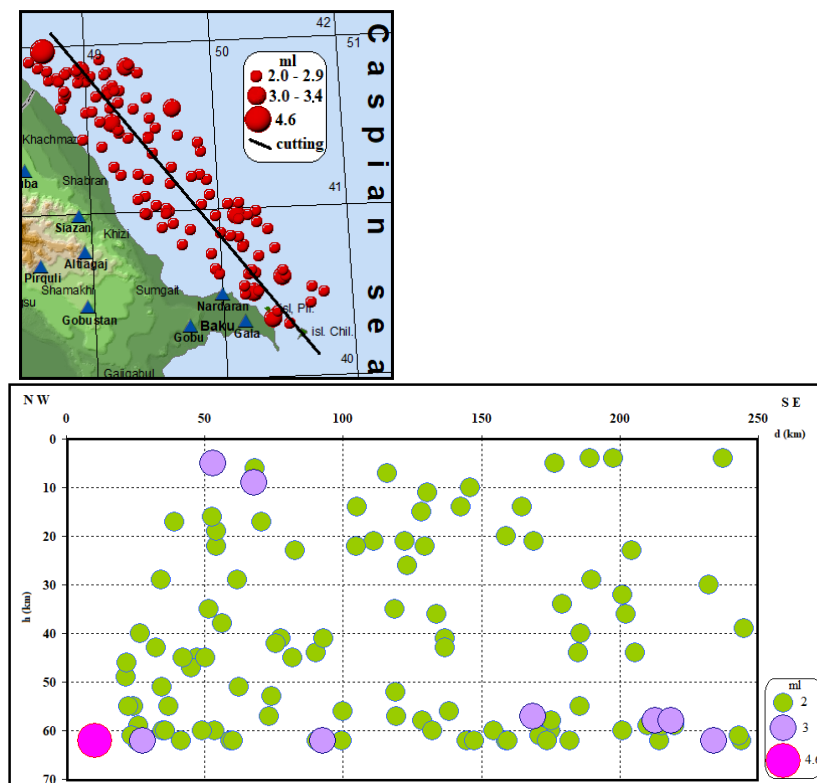 42
49
50
51
ml
2.0 - 2.9
3.0 - 3,4
4.6
cutting
Caspian sea
Khachmaz
Shabran
41
Siazan
Khizi
Altiagaj
Pirquli
Shamakhi
Sumgait
Nardaran
isl. Pir.
Gobustan
Baku
Gobu
Gala
isl. Chil.
40
N W
S E
0 50 100 150 200 250
d (km)
0
10
20
30
h (km)
40
50
60
70
ml
2
3
4.6